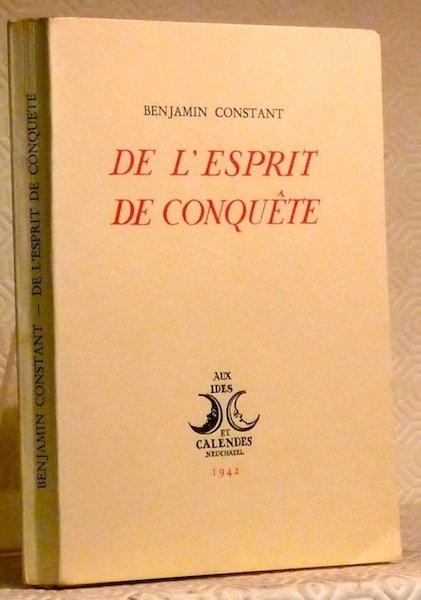 BENJAMIN CONSTANT — DE L'ESPRIT DE CONQUÊTE
BENJAMIN CONSTANT
DE L'ESPRIT
DE CONQUÊTE
AUX
IDES
ET
CALENDES
NEUCHATEL
1942